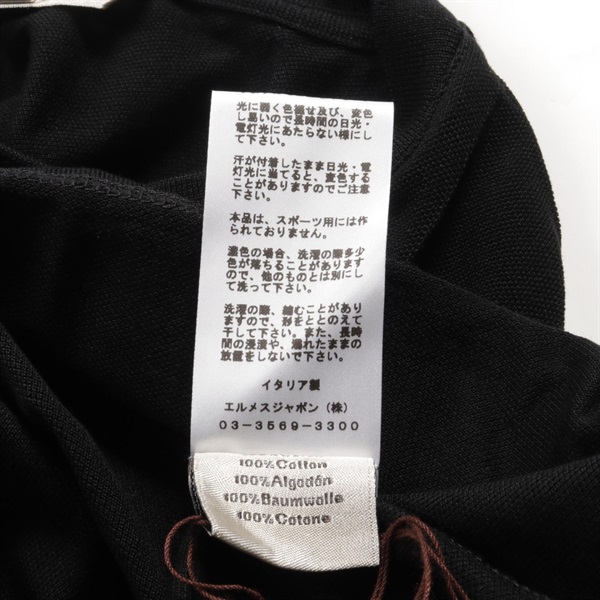 光に弱く色褪せ及び、変色
し易いので長時間の日光・
電灯光にあたらない様にし
て下さい。
汗が付着したまま日光・電
灯光に当てると、変色する
ことがありますのでご注意
下さい。
本品は、スポーツ用には作
られておりません。
濃色の場合、洗濯の際多少
色が落ちることがあります
ので、他のものとは別にし
て洗って下さい。
洗濯の際、縮むことがあり
ますので、形をととのえて
干して下さい。また、長時
間の浸漬や、濡れたままの
放置をしないで下さい。
イタリア製
エルメスジャポン(株)
03-3569-3300
100%Cotton
100%Algodón
100%Baumwolle
100%Cotone